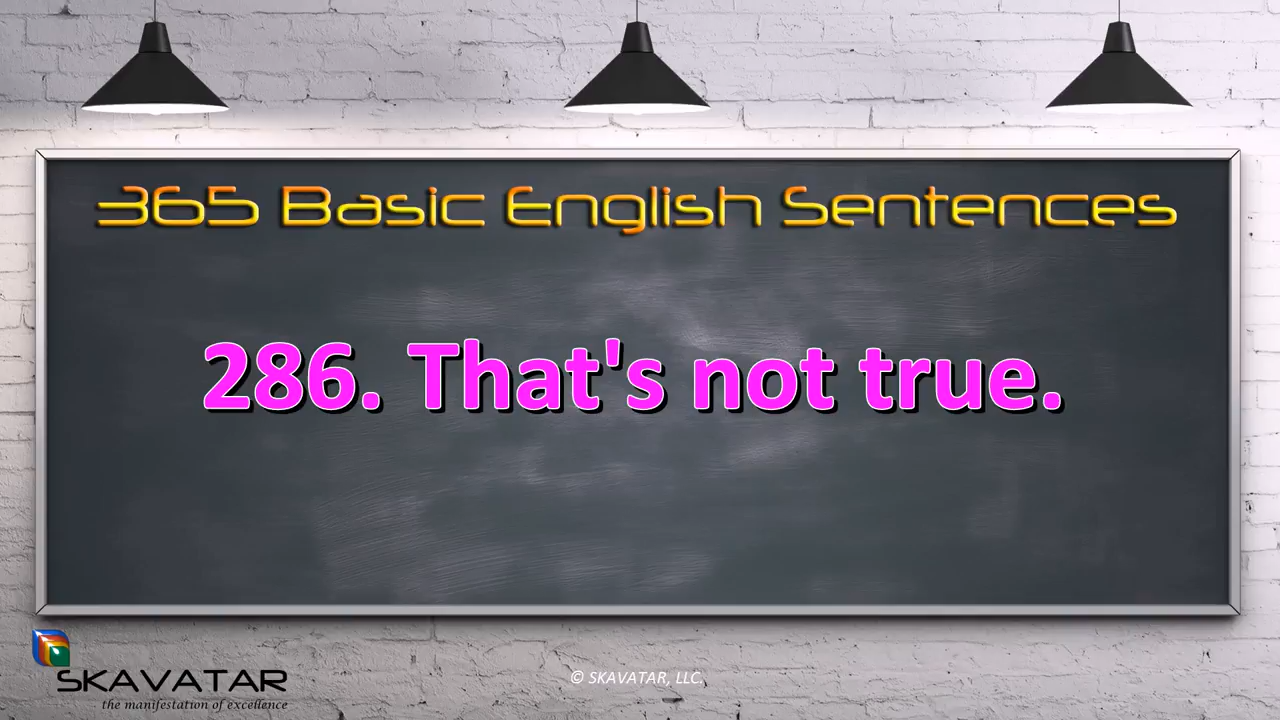 365 Basic English Sentences
286. That's not true.
SKAVATAR
the manifestation of excellence
© SKAVATAR, LLC.